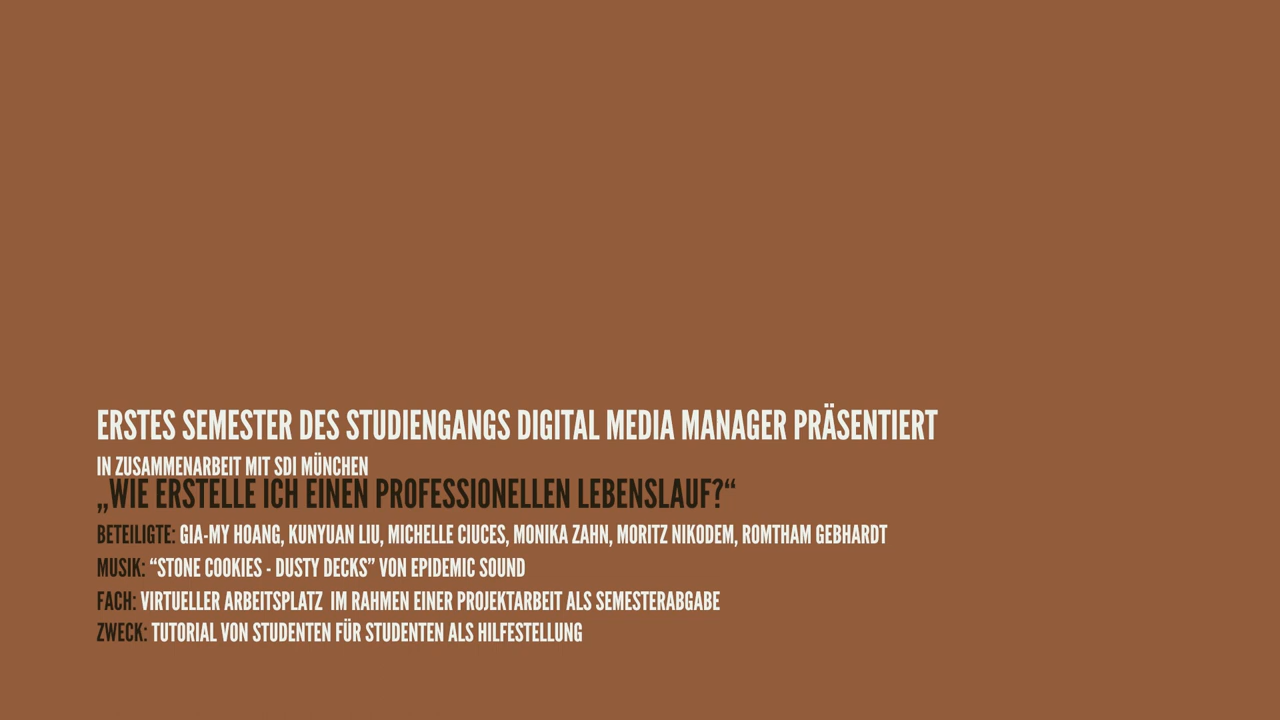 ERSTES SEMESTER DES STUDIENGANGS DIGITAL MEDIA MANAGER PRÄSENTIERT
IN ZUSAMMENARBEIT MIT SDI MÜNCHEN
„WIE ERSTELLE ICH EINEN PROFESSIONELLEN LEBENSLAUF?“
BETEILIGTE: GIA-MY HOANG, KUNYUAN LIU, MICHELLE CIUCES, MONIKA ZAHN, MORITZ NIKODEM, ROMTHAM GEBHARDT
MUSIK: “STONE COOKIES - DUSTY DECKS” VON EPIDEMIC SOUND
FACH: VIRTUELLER ARBEITSPLATZ  IM RAHMEN EINER PROJEKTARBEIT ALS SEMESTERABGABE
ZWECK: TUTORIAL VON STUDENTEN FÜR STUDENTEN ALS HILFESTELLUNG